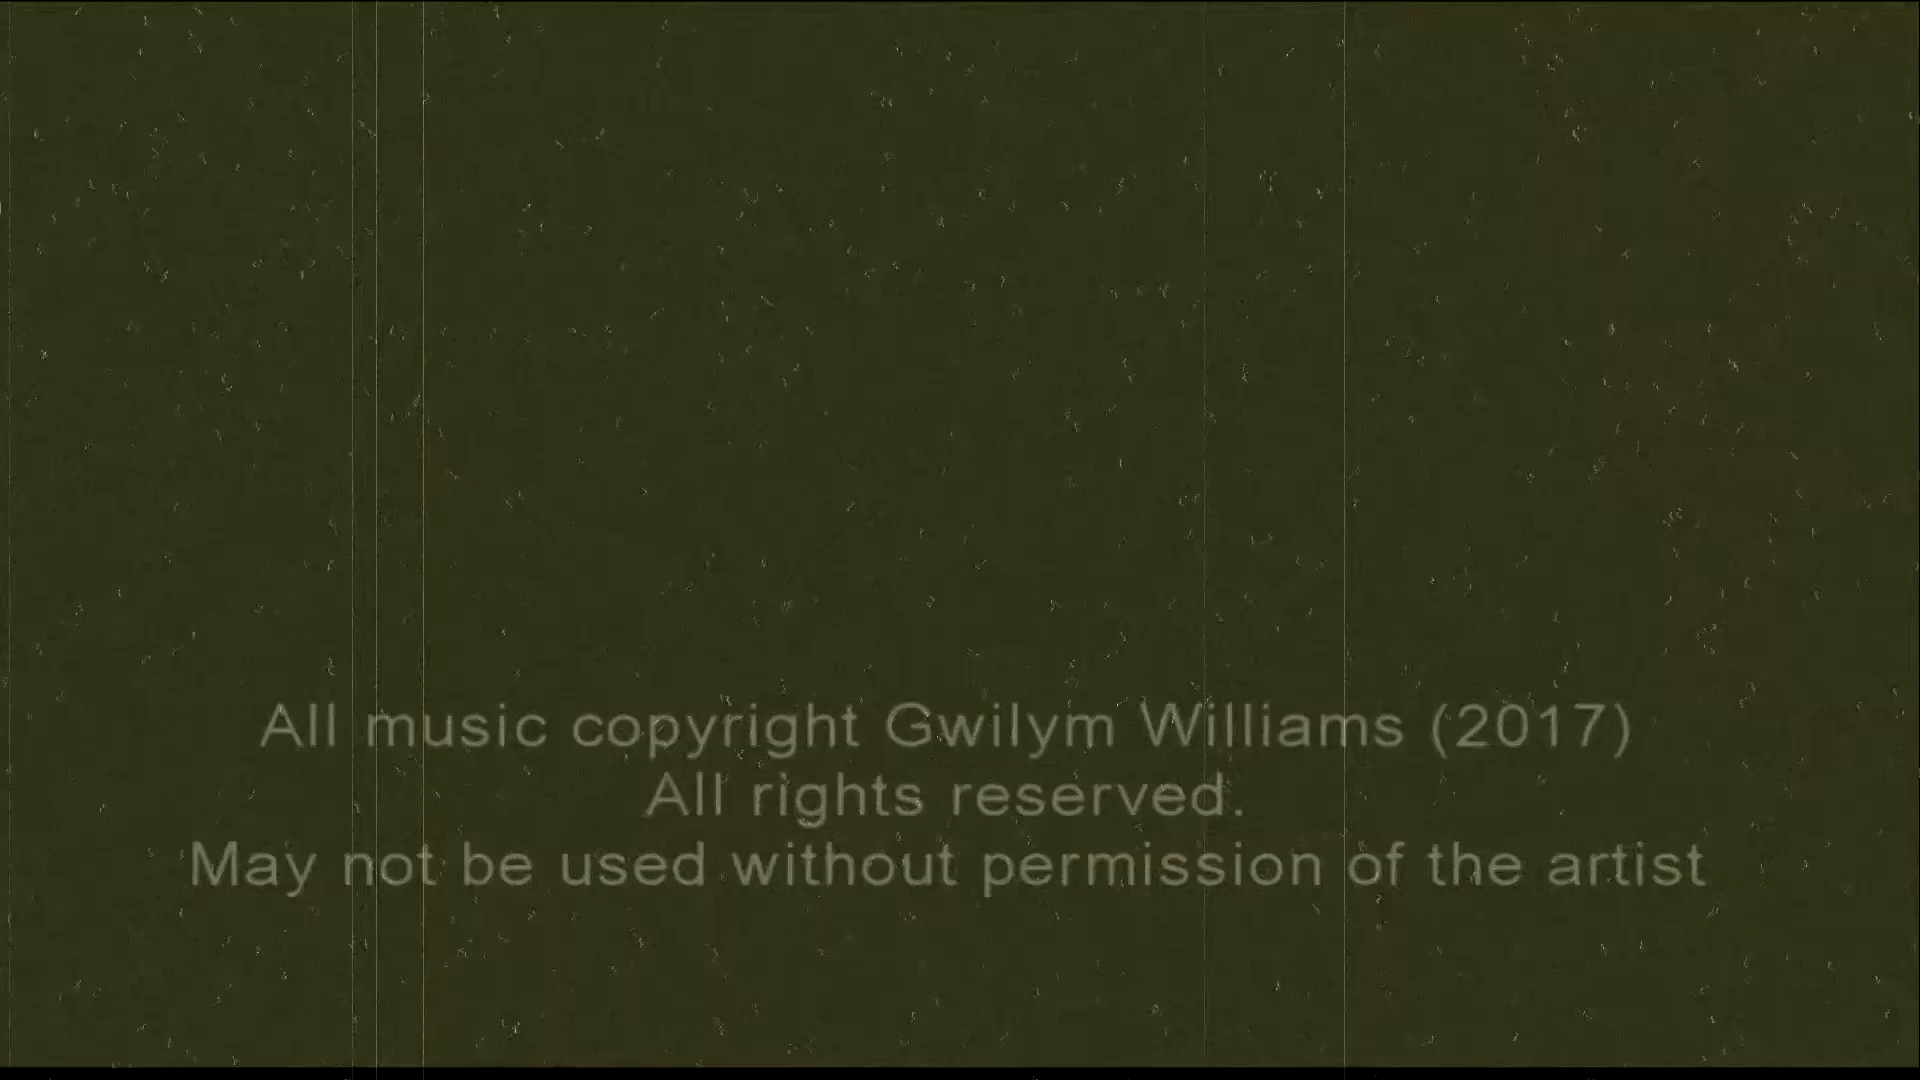 All music copyright Gwilym Williams (2017)
All rights reserved.
May not be used without permission of the artist